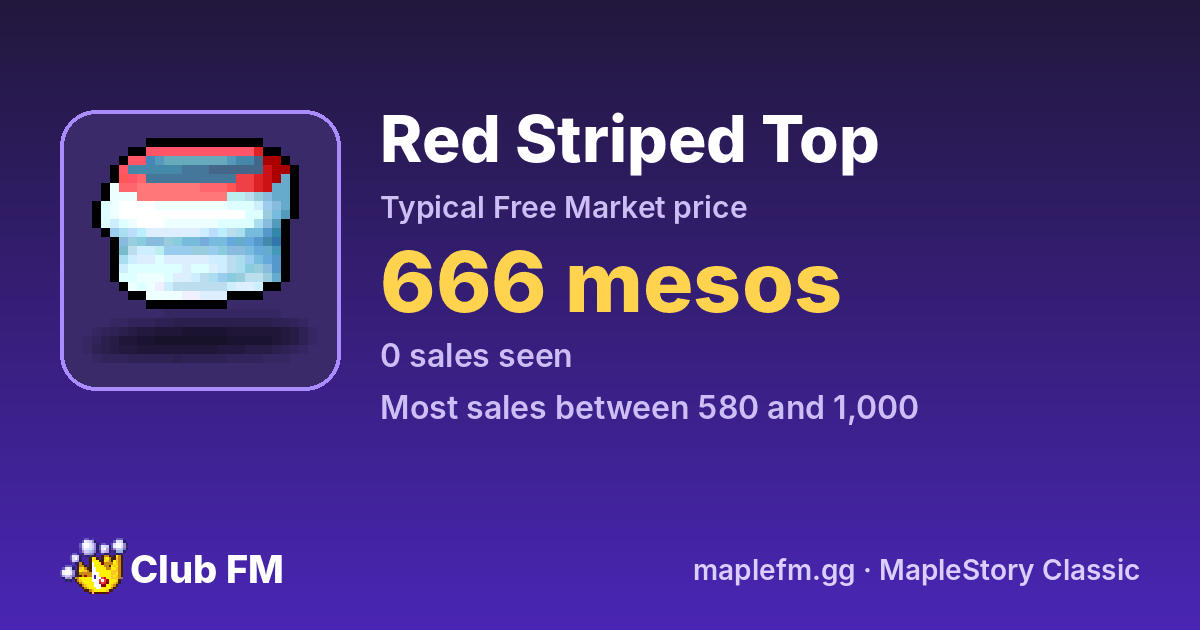 Red Striped Top
Typical Free Market price
666 mesos
0 sales seen
Most sales between 580 and 1,000
Club FM
maplefm.gg · MapleStory Classic